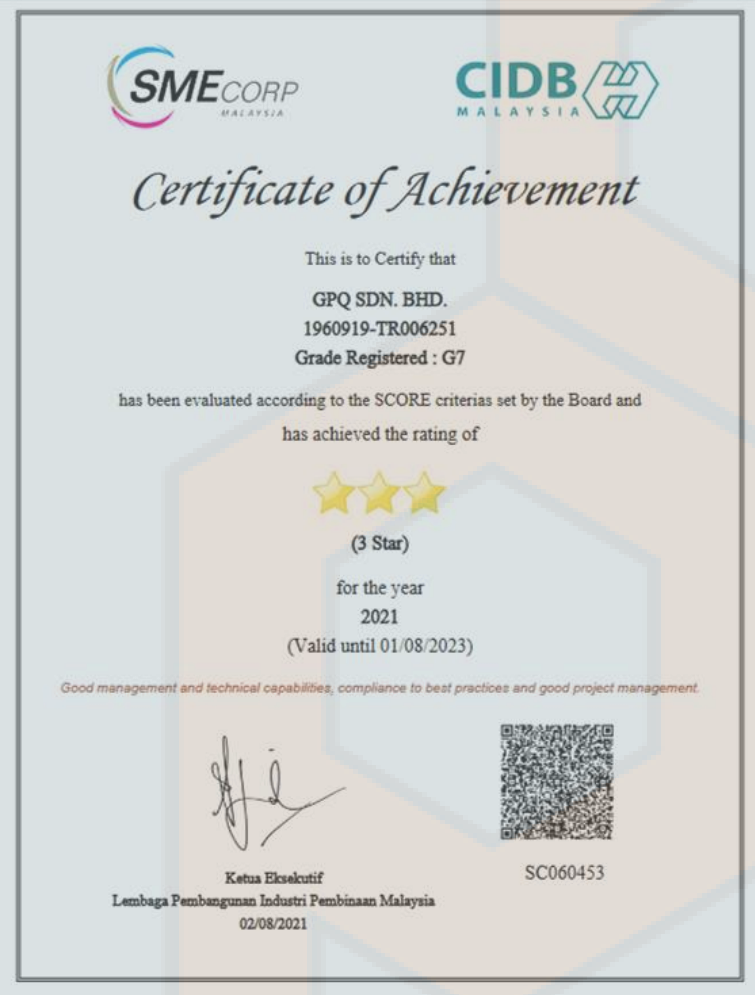 SMECORP
MALAYSIA
CIDB
MALAYSIA
Certificate of Achievement
This is to Certify that
GPQ SDN. BHD.
1960919-TR006251
Grade Registered : G7
has been evaluated according to the SCORE criterias set by the Board and
has achieved the rating of
(3 Star)
for the year
2021
(Valid until 01/08/2023)
Good management and technical capabilities, compliance to best practices and good project management.
SC060453
Ketua Eksekutif
Lembaga Pembangunan Industri Pembinaan Malaysia
02/08/2021